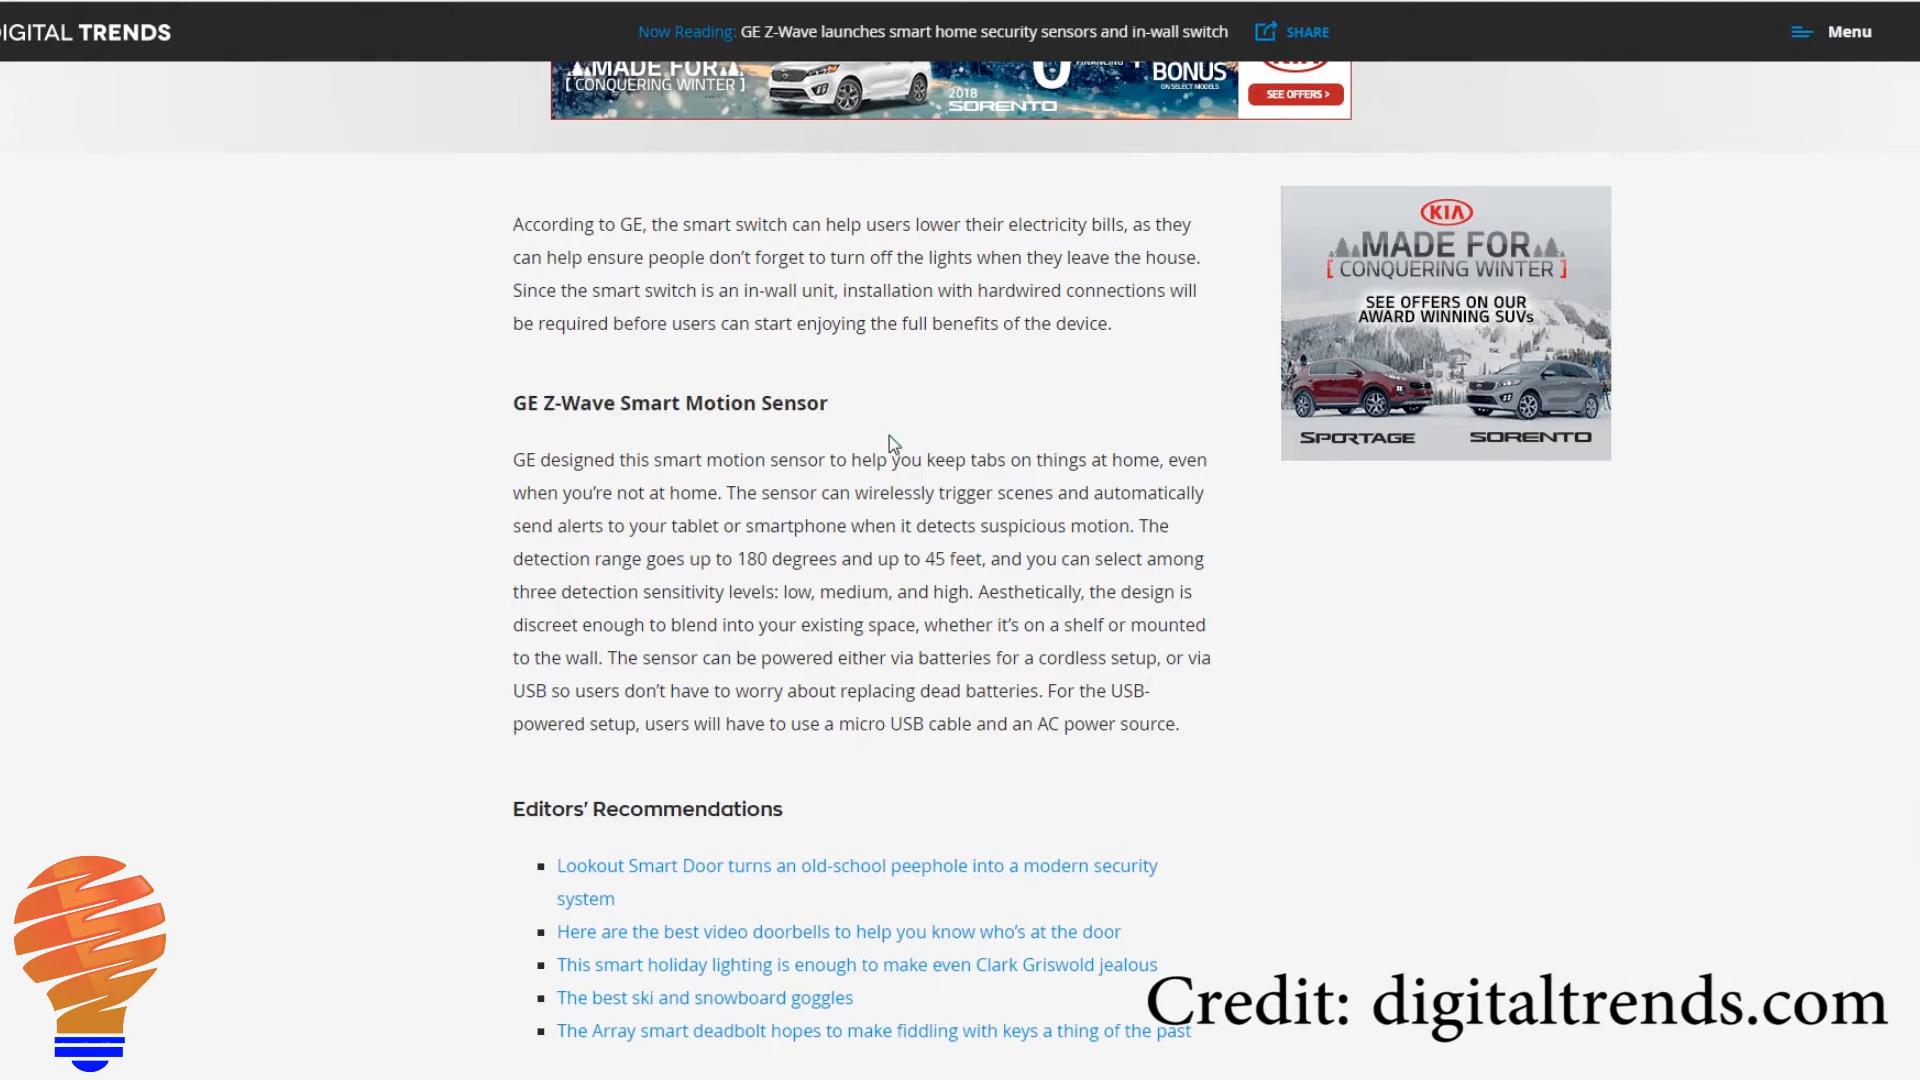 DIGITAL TRENDS
Now Reading: GE Z-Wave launches smart home security sensors and in-wall switch
SHARE
Menu
MADE FOR
[ CONQUERING WINTER ]
2018
SORENTO
0
FINANCING
+
BONUS
ON SELECT MODELS
KIA
SEE OFFERS >
According to GE, the smart switch can help users lower their electricity bills, as they
can help ensure people don’t forget to turn off the lights when they leave the house.
Since the smart switch is an in-wall unit, installation with hardwired connections will
be required before users can start enjoying the full benefits of the device.
KIA
MADE FOR
[ CONQUERING WINTER ]
SEE OFFERS ON OUR
AWARD WINNING SUVs
SPORTAGE SORENTO
GE Z-Wave Smart Motion Sensor
GE designed this smart motion sensor to help you keep tabs on things at home, even
when you’re not at home. The sensor can wirelessly trigger scenes and automatically
send alerts to your tablet or smartphone when it detects suspicious motion. The
detection range goes up to 180 degrees and up to 45 feet, and you can select among
three detection sensitivity levels: low, medium, and high. Aesthetically, the design is
discreet enough to blend into your existing space, whether it’s on a shelf or mounted
to the wall. The sensor can be powered either via batteries for a cordless setup, or via
USB so users don’t have to worry about replacing dead batteries. For the USB-
powered setup, users will have to use a micro USB cable and an AC power source.
Editors’ Recommendations
Lookout Smart Door turns an old-school peephole into a modern security
system
Here are the best video doorbells to help you know who’s at the door
This smart holiday lighting is enough to make even Clark Griswold jealous
The best ski and snowboard goggles
The Array smart deadbolt hopes to make fiddling with keys a thing of the past
Credit: digitaltrends.com